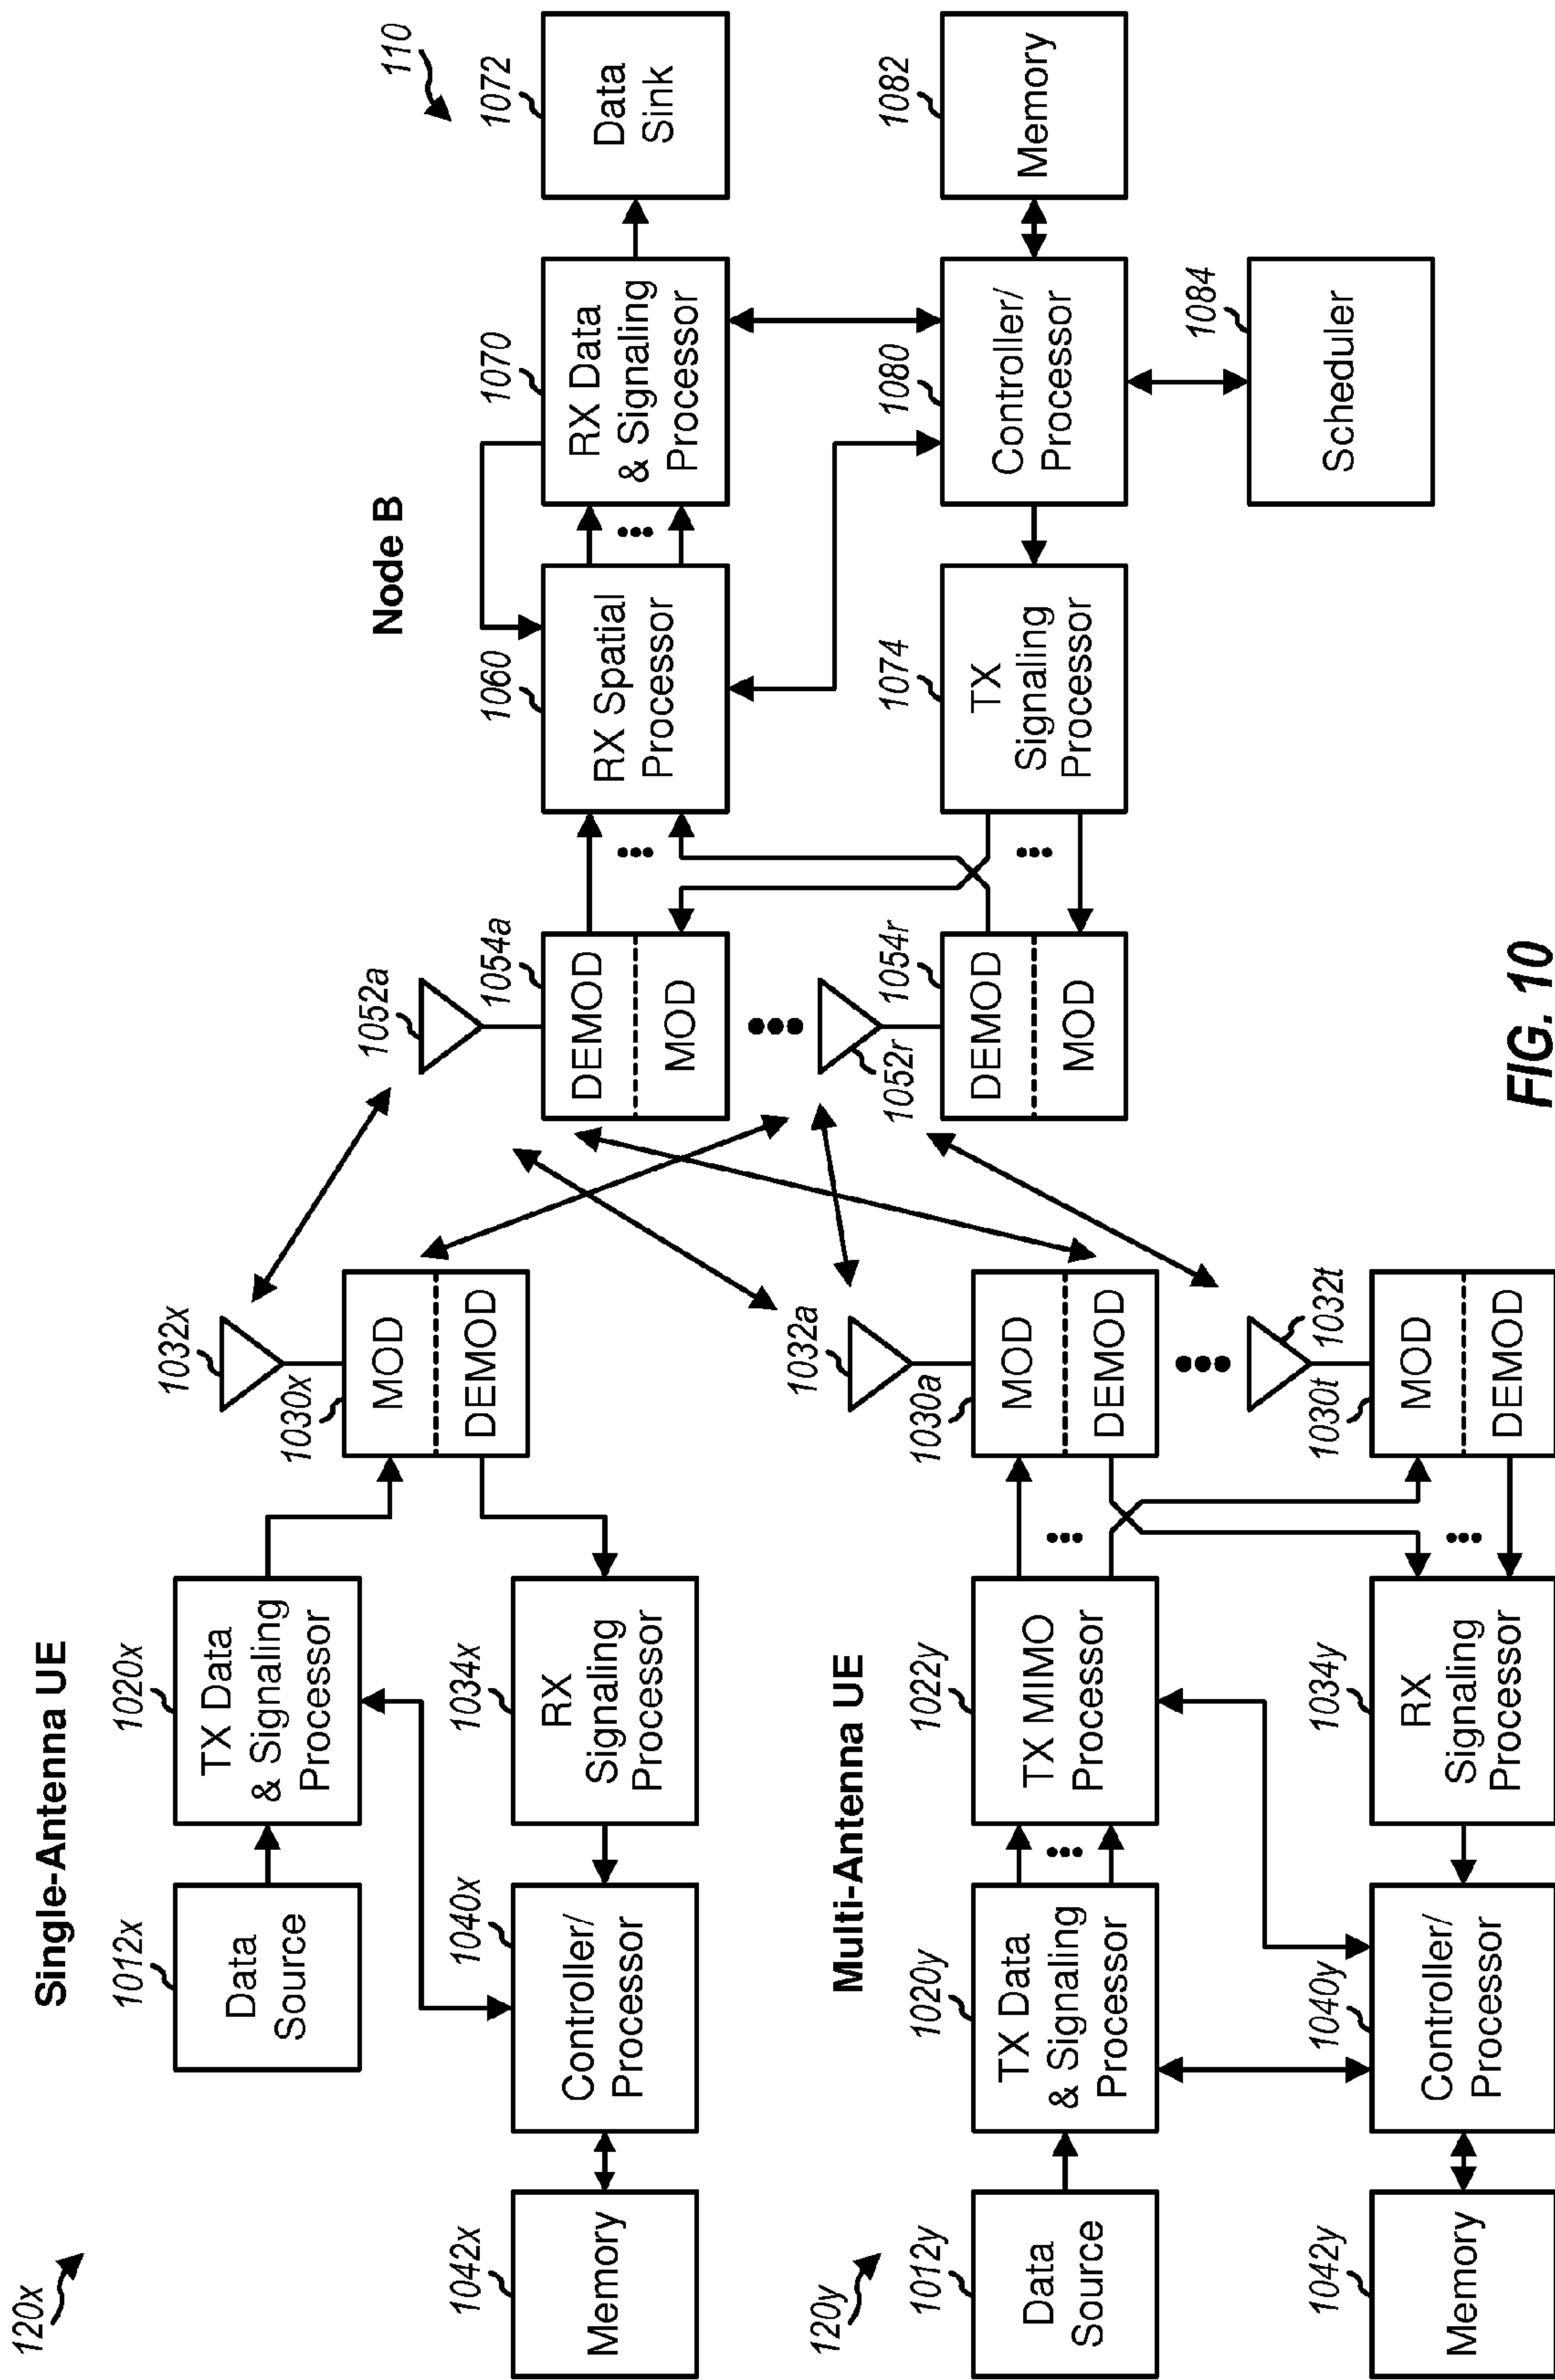 120x
Single-Antenna UE
1012x
Data
Source
1020x
TX Data
& Signaling
Processor
1032x
1030x
MOD
DEMOD
1042x
Memory
1040x
Controller/
Processor
1034x
RX
Signaling
Processor
120y
Multi-Antenna UE
1012y
Data
Source
1020y
TX Data
& Signaling
Processor
1022y
TX MIMO
Processor
1032a
1030a
MOD
DEMOD
1042y
Memory
1040y
Controller/
Processor
1034y
RX
Signaling
Processor
1032t
1030t
MOD
DEMOD
Node B
110
1052a
1054a
DEMOD
MOD
1060
RX Spatial
Processor
1070
RX Data
& Signaling
Processor
1072
Data
Sink
1052r
1054r
DEMOD
MOD
1074
TX
Signaling
Processor
1080
Controller/
Processor
1082
Memory
1084
Scheduler
FIG. 10